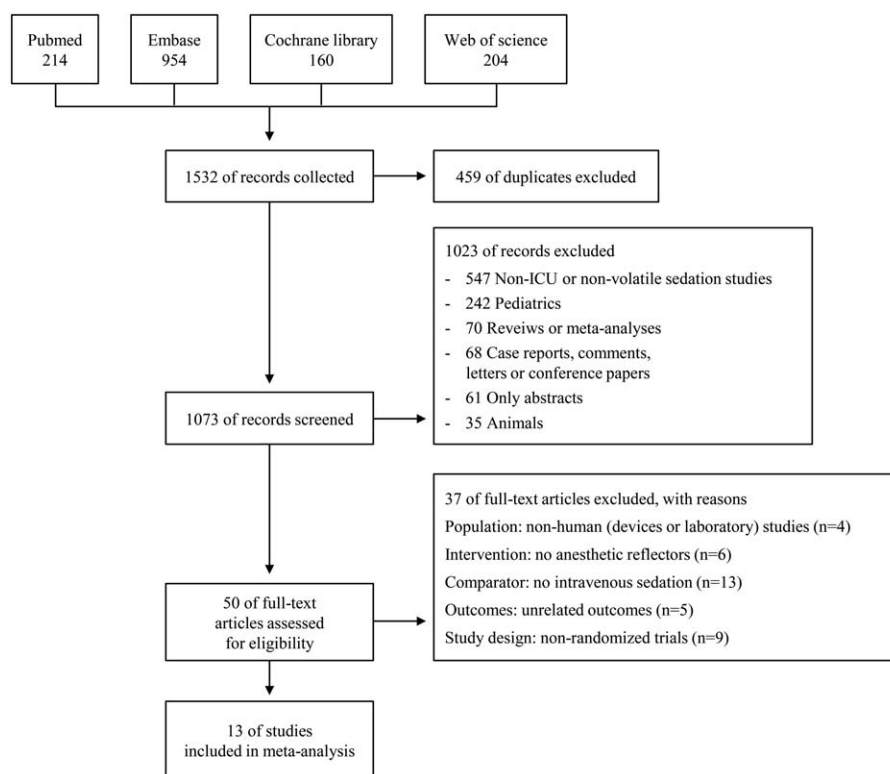 Pubmed
214
Embase
954
Cochrane library
160
Web of science
204
1532 of records collected
459 of duplicates excluded
1023 of records excluded
- 547 Non-ICU or non-volatile sedation studies
- 242 Pediatrics
- 70 Reveiws or meta-analyses
- 68 Case reports, comments,
letters or conference papers
- 61 Only abstracts
- 35 Animals
1073 of records screened
37 of full-text articles excluded, with reasons
Population: non-human (devices or laboratory) studies (n=4)
Intervention: no anesthetic reflectors (n=6)
Comparator: no intravenous sedation (n=13)
Outcomes: unrelated outcomes (n=5)
Study design: non-randomized trials (n=9)
50 of full-text
articles assessed
for eligibility
13 of studies
included in meta-analysis